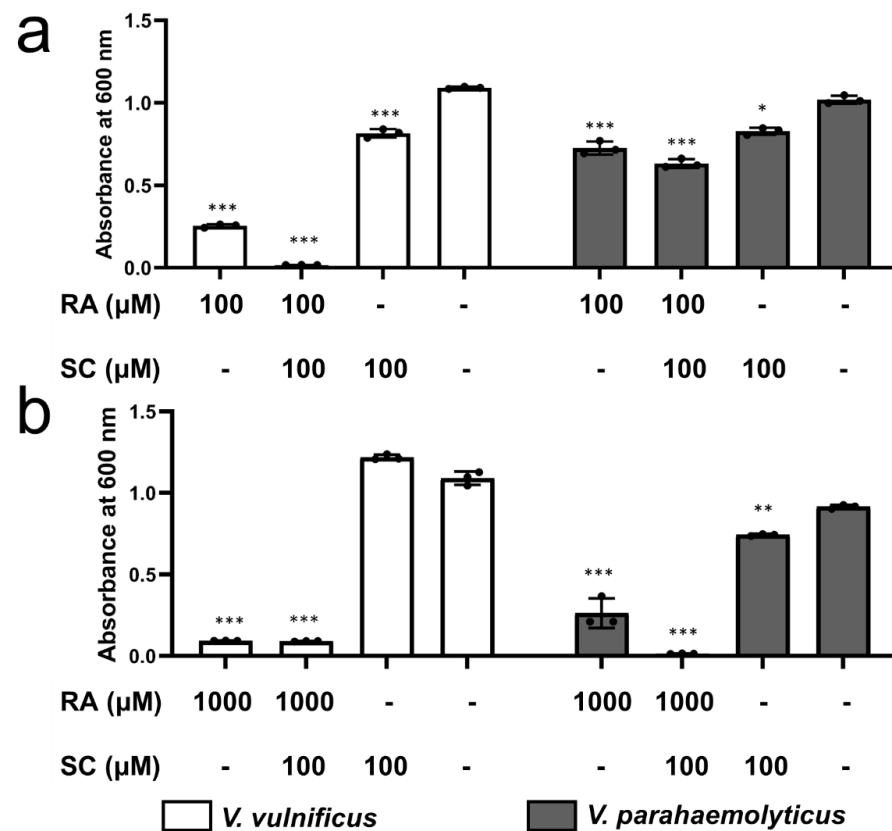 a
Absorbance at 600 nm
1.5
1.0
0.5
0.0
*** *** *** *** *** *
RA (µM) 100 100 - - 100 100 - -
SC (µM) - 100 100 - - 100 100 -
b
Absorbance at 600 nm
1.5
1.0
0.5
0.0
*** *** *** *** **
RA (µM) 1000 1000 - - 1000 1000 - -
SC (µM) - 100 100 - - 100 100 -
V. vulnificus V. parahaemolyticus